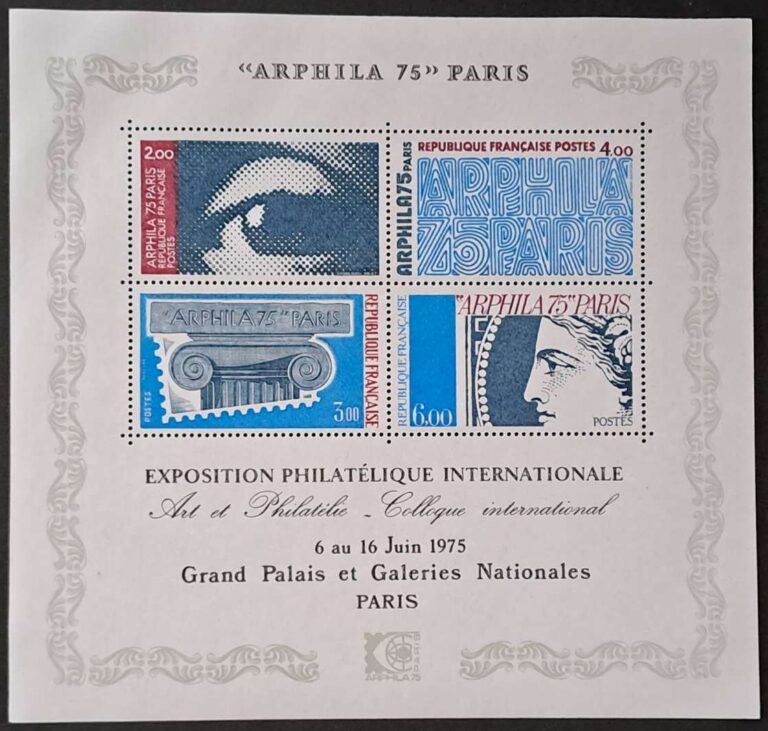 “ARPHILA 75” PARIS
2.00
ARPHILA 75 PARIS
REPUBLIQUE FRANÇAISE
POSTES
REPUBLIQUE FRANÇAISE POSTES 4.00
ARPHILA75 PARIS
ARPHILA
75 PARIS
"ARPHILA 75" PARIS
REPUBLIQUE FRANÇAISE
POSTES
3.00
"ARPHILA 75" PARIS
REPUBLIQUE FRANÇAISE
6.00
POSTES
EXPOSITION PHILATÉLIQUE INTERNATIONALE
Art et Philatélie - Colloque international
6 au 16 Juin 1975
Grand Palais et Galeries Nationales
PARIS
PARIS
ARPHILA 75